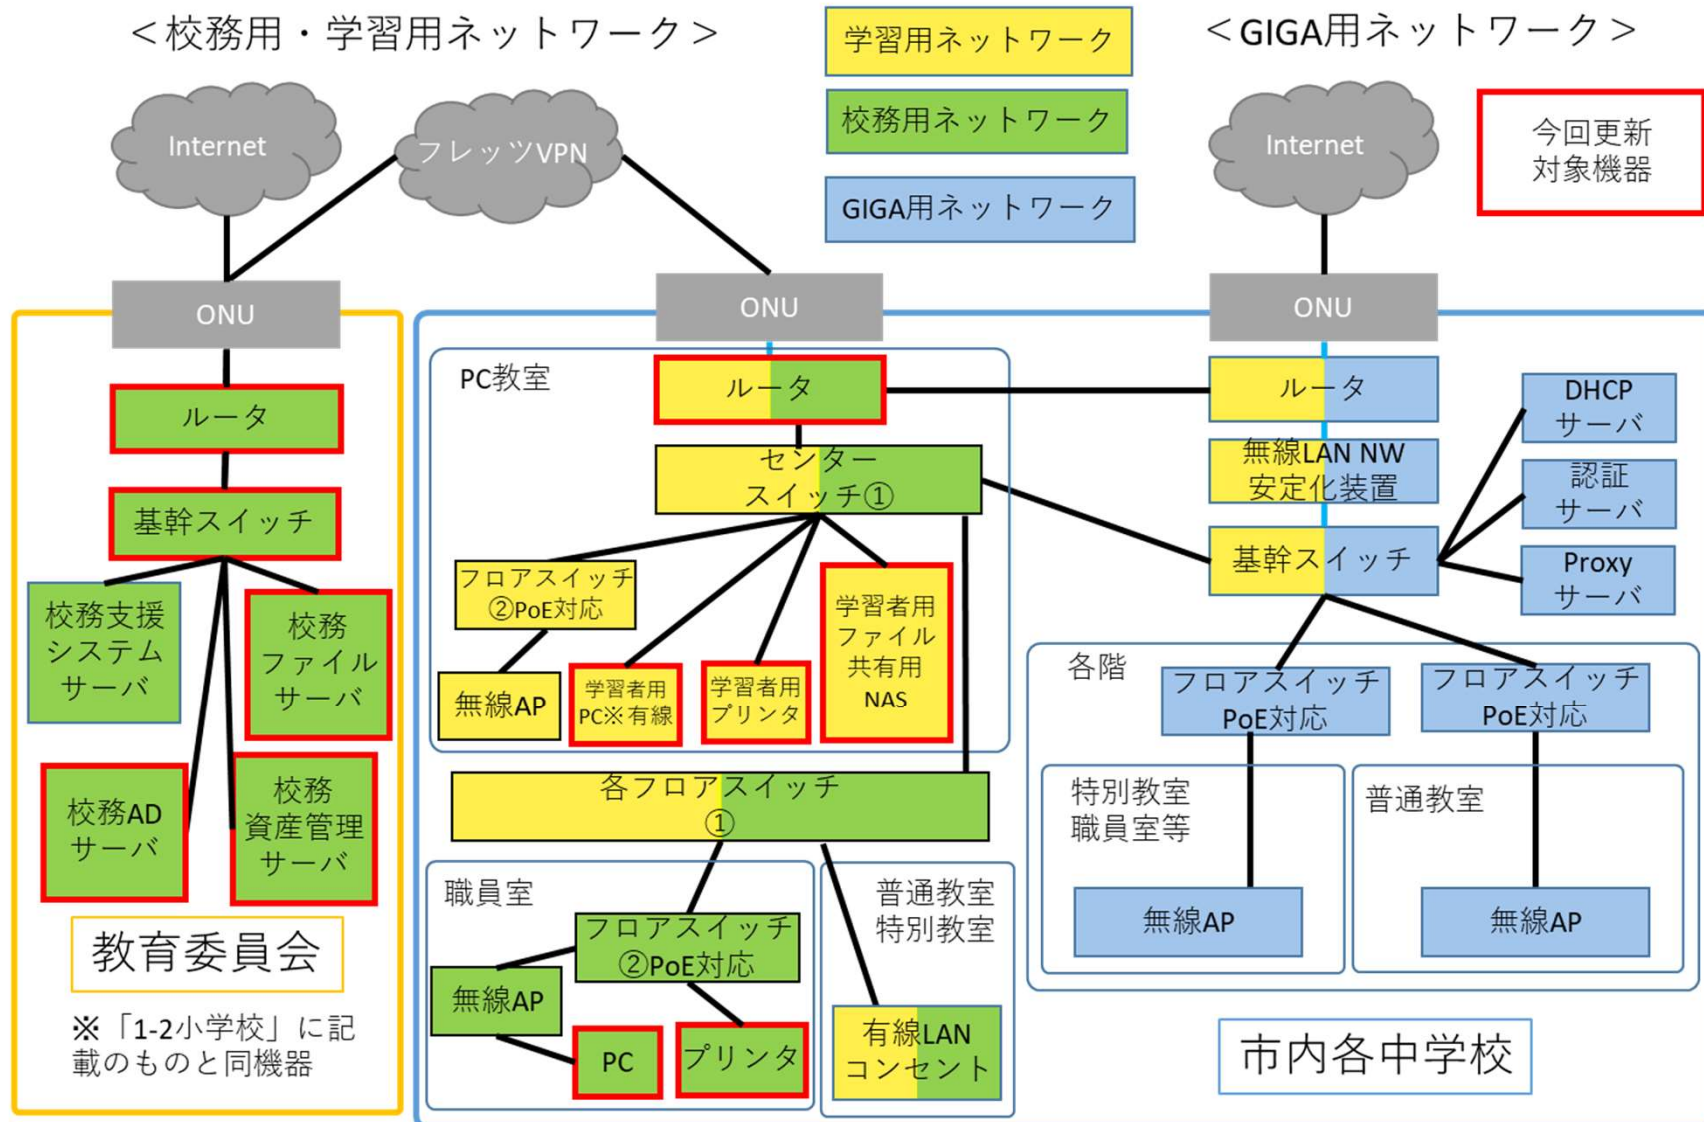 ＜校務用・学習用ネットワーク＞
学習用ネットワーク
校務用ネットワーク
GIGA用ネットワーク
＜GIGA用ネットワーク＞
今回更新
対象機器
Internet
フレッツVPN
Internet
ONU
ONU
ONU
ルータ
基幹スイッチ
校務支援
システム
サーバ
校務
ファイル
サーバ
校務AD
サーバ
校務
資産管理
サーバ
教育委員会
※「1-2小学校」に記
載のものと同機器
PC教室
ルータ
センター
スイッチ①
フロアスイッチ
②PoE対応
無線AP
学習者用
PC※有線
学習者用
プリンタ
学習者用
ファイル
共有用
NAS
各フロアスイッチ
①
職員室
フロアスイッチ
②PoE対応
無線AP
PC
プリンタ
普通教室
特別教室
有線LAN
コンセント
ルータ
無線LAN NW
安定化装置
基幹スイッチ
DHCP
サーバ
認証
サーバ
Proxy
サーバ
各階
フロアスイッチ
PoE対応
フロアスイッチ
PoE対応
特別教室
職員室等
無線AP
普通教室
無線AP
市内各中学校